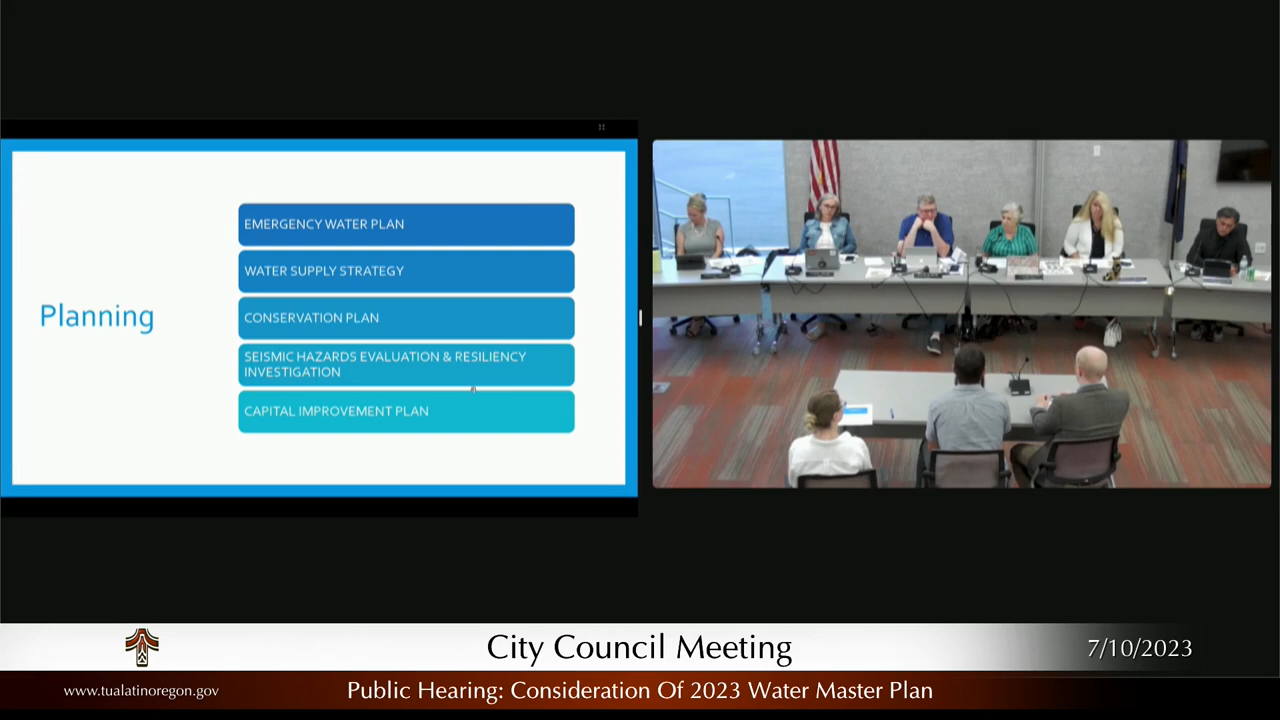 Planning
EMERGENCY WATER PLAN
WATER SUPPLY STRATEGY
CONSERVATION PLAN
SEISMIC HAZARDS EVALUATION & RESILIENCY
INVESTIGATION
CAPITAL IMPROVEMENT PLAN
City Council Meeting
7/10/2023
www.tualatinoregon.gov
Public Hearing: Consideration Of 2023 Water Master Plan